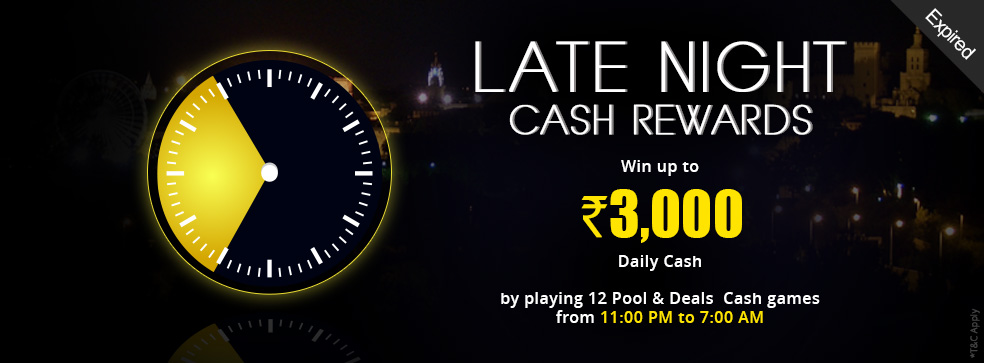 Expired
LATE NIGHT
CASH REWARDS
Win up to
₹3,000
Daily Cash
by playing 12 Pool & Deals Cash games
from 11:00 PM to 7:00 AM
*T&C Apply